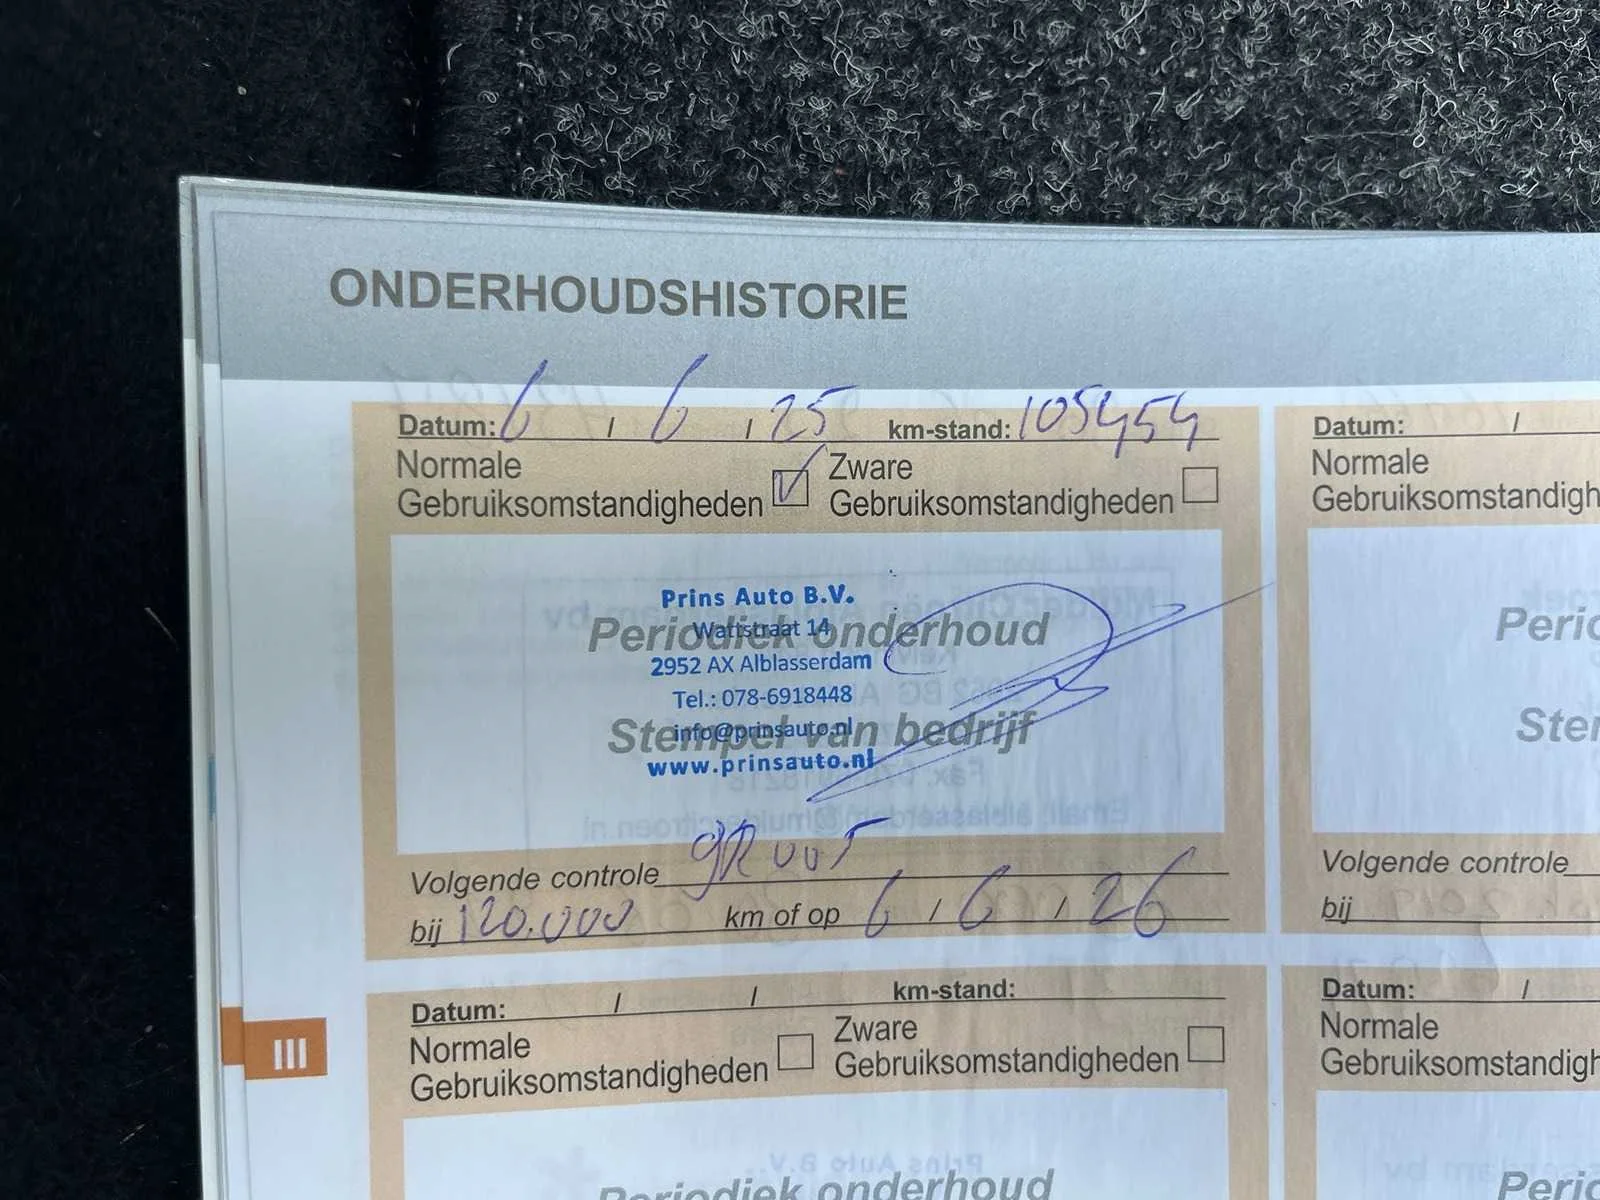 ONDERHOUDSHISTORIE
Datum: 6 / 6 / 25 km-stand: 105454
Normale Gebruiksomstandigheden
Zware Gebruiksomstandigheden
Prins Auto B.V.
Wattstraat 14
Periodiek onderhoud
2952 AX Alblasserdam
Tel.: 078-6918448
Stempel van bedrijf
info@prinsauto.nl
www.prinsauto.nl
Volgende controle groot
bij 120.000 km of op 6 / 6 / 26
Datum: /
Normale
Gebruiksomstandigh
Perio
Ste
Volgende controle
bij
III
Datum: / / km-stand:
Normale Gebruiksomstandigheden
Zware Gebruiksomstandigheden
Periodiek onderhoud
Datum: /
Normale
Gebruiksomstandigh
Perio